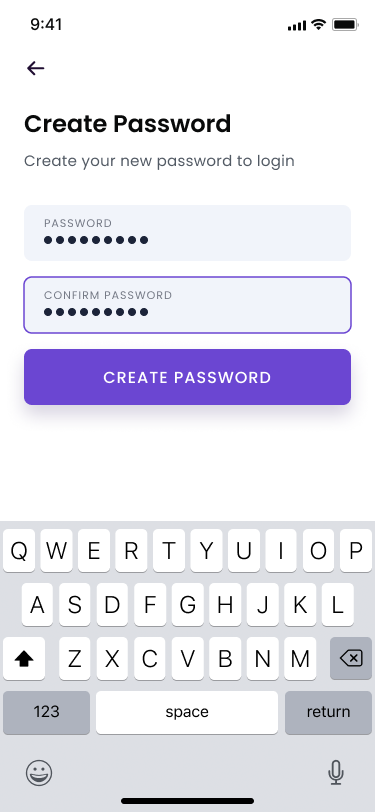 9:41
Create Password
Create your new password to login
PASSWORD
CONFIRM PASSWORD
CREATE PASSWORD
Q W E R T Y U I O P
A S D F G H J K L
Z X C V B N M
123 space return